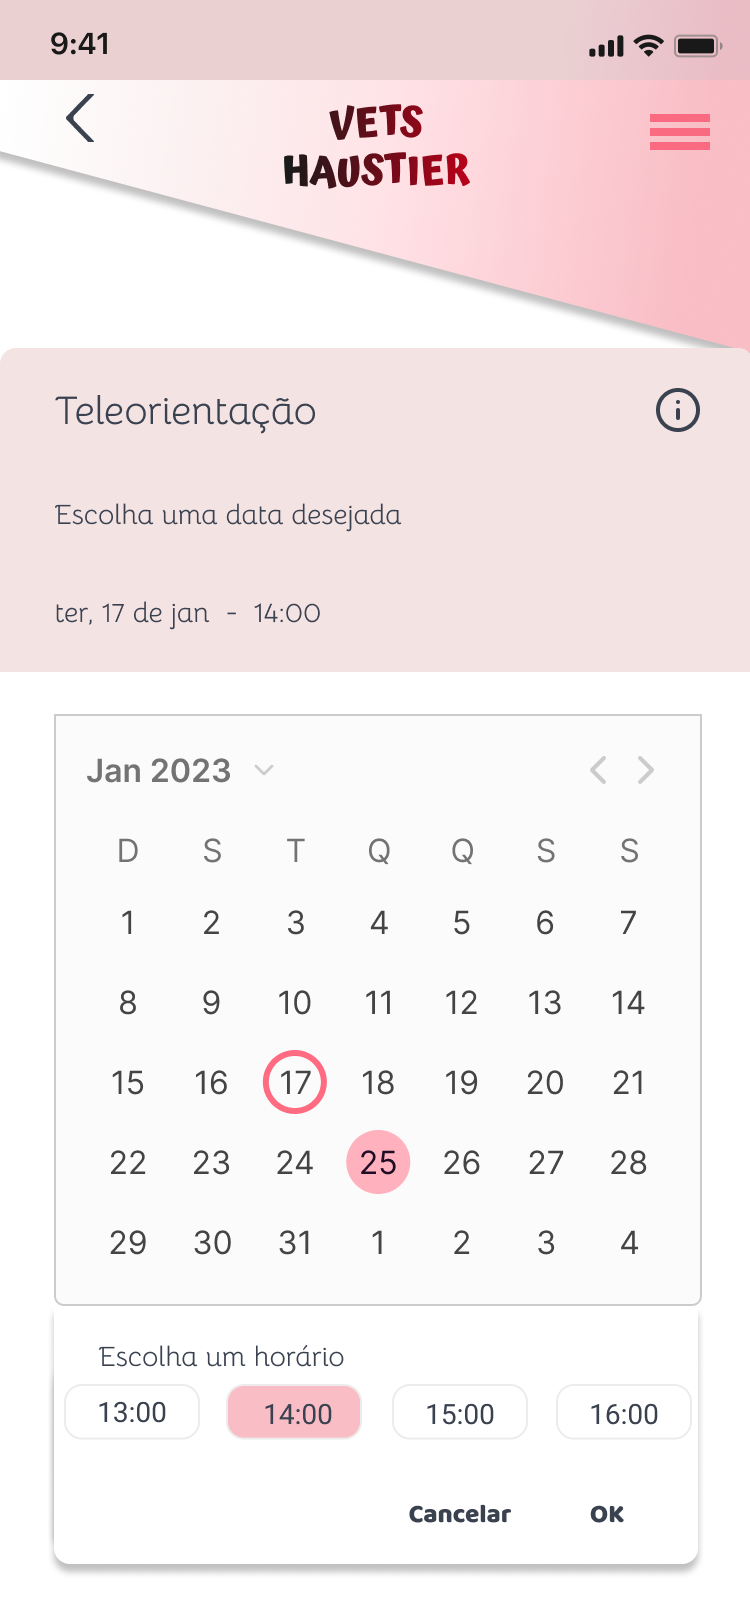 9:41
VETS
HAUSTIER
Teleorientação
Escolha uma data desejada
ter, 17 de jan - 14:00
Jan 2023
D S T Q Q S S
1 2 3 4 5 6 7
8 9 10 11 12 13 14
15 16 17 18 19 20 21
22 23 24 25 26 27 28
29 30 31 1 2 3 4
Escolha um horário
13:00 14:00 15:00 16:00
Cancelar OK